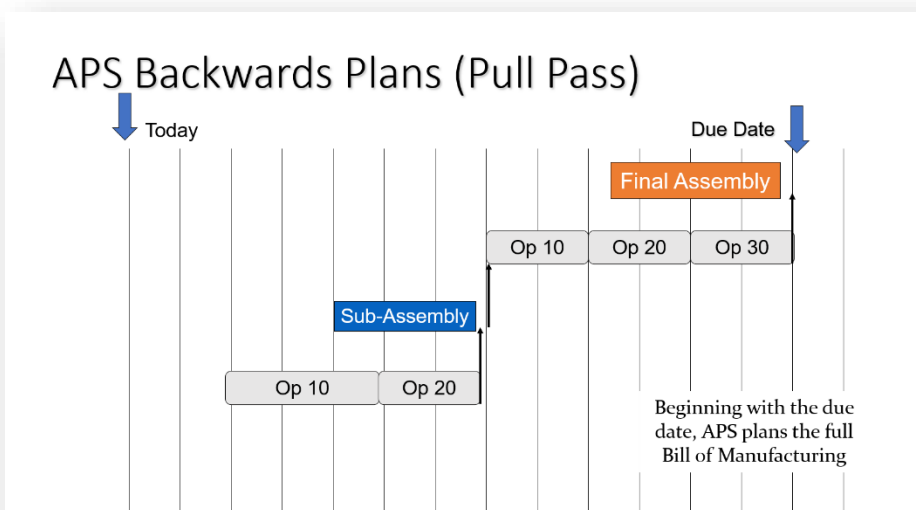 APS Backwards Plans (Pull Pass)
Today
Due Date
Final Assembly
Op 10
Op 20
Op 30
Sub-Assembly
Op 10
Op 20
Beginning with the due
date, APS plans the full
Bill of Manufacturing